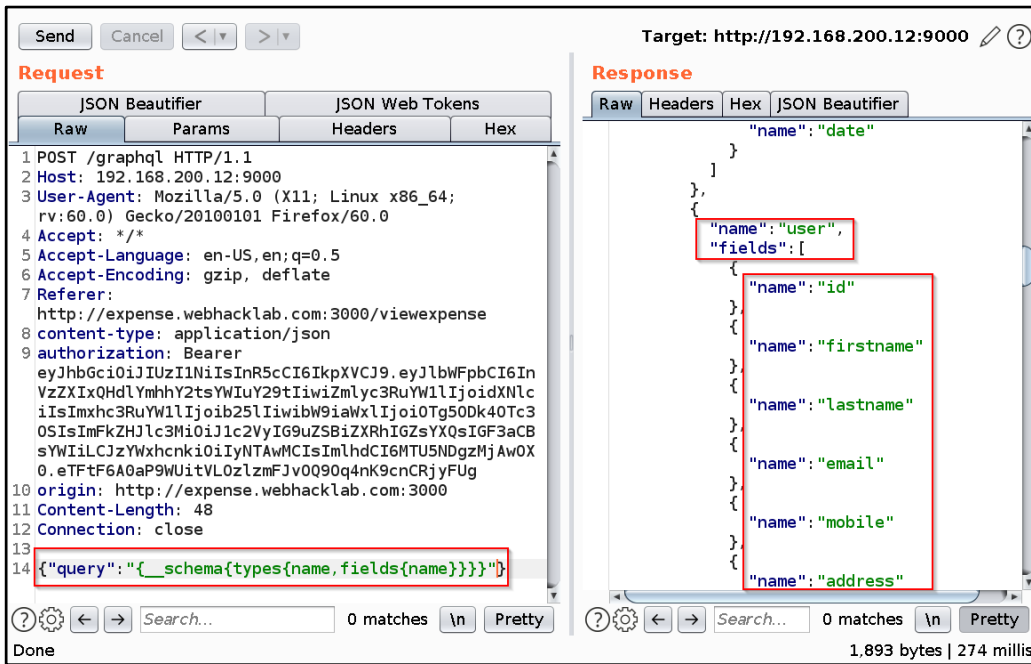 Send Cancel < > Target: http://192.168.200.12:9000 ?
Request
JSON Beautifier JSON Web Tokens
Raw Params Headers Hex
1 POST /graphql HTTP/1.1
2 Host: 192.168.200.12:9000
3 User-Agent: Mozilla/5.0 (X11; Linux x86_64;
rv:60.0) Gecko/20100101 Firefox/60.0
4 Accept: */*
5 Accept-Language: en-US,en;q=0.5
6 Accept-Encoding: gzip, deflate
7 Referer:
http://expense.webhacklab.com:3000/viewexpense
8 content-type: application/json
9 authorization: Bearer
eyJhbGciOiJIUzI1NiIsInR5cCI6IkpXVCJ9.eyJlbWFpbCI6In
VzZXIxQHdlYmhhY2tsYWIuY29tIiwiZmlyc3RuYW1lIjoidXNlc
iIsImxhc3RuYW1lIjoib25lIiwibW9iaWxlIjoiOTg5ODk4OTc3
OSIsImFkZHJlc3MiOiJ1c2VyIG9uZSBiZXRhIGZsYXQsIGF3aCB
sYWIiLCJzYWxhcnkiOiIyNTAwMCIsImlhdCI6MTU5NDgzMjAwOX
0.eTFtF6A0aP9WUitVLOzlzmFJvOQ9Oq4nK9cnCRjyFUg
10 origin: http://expense.webhacklab.com:3000
11 Content-Length: 48
12 Connection: close
13
14 {"query":"{__schema{types{name,fields{name}}}}"}
? Search... 0 matches \n Pretty
Done
Response
Raw Headers Hex JSON Beautifier
"name":"date"
}
]
},
{
"name":"user",
"fields":[
{
"name":"id"
},
{
"name":"firstname"
},
{
"name":"lastname"
},
{
"name":"email"
},
{
"name":"mobile"
},
{
"name":"address"
? Search... 0 matches \n Pretty
1,893 bytes | 274 millis